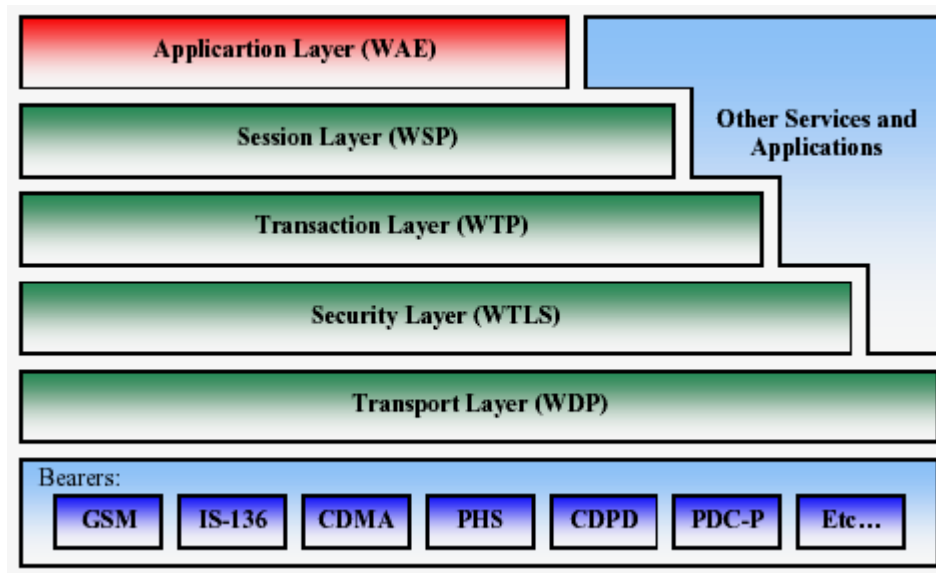 Applicartion Layer (WAE)
Other Services and
Applications
Session Layer (WSP)
Transaction Layer (WTP)
Security Layer (WTLS)
Transport Layer (WDP)
Bearers:
GSM
IS-136
CDMA
PHS
CDPD
PDC-P
Etc...